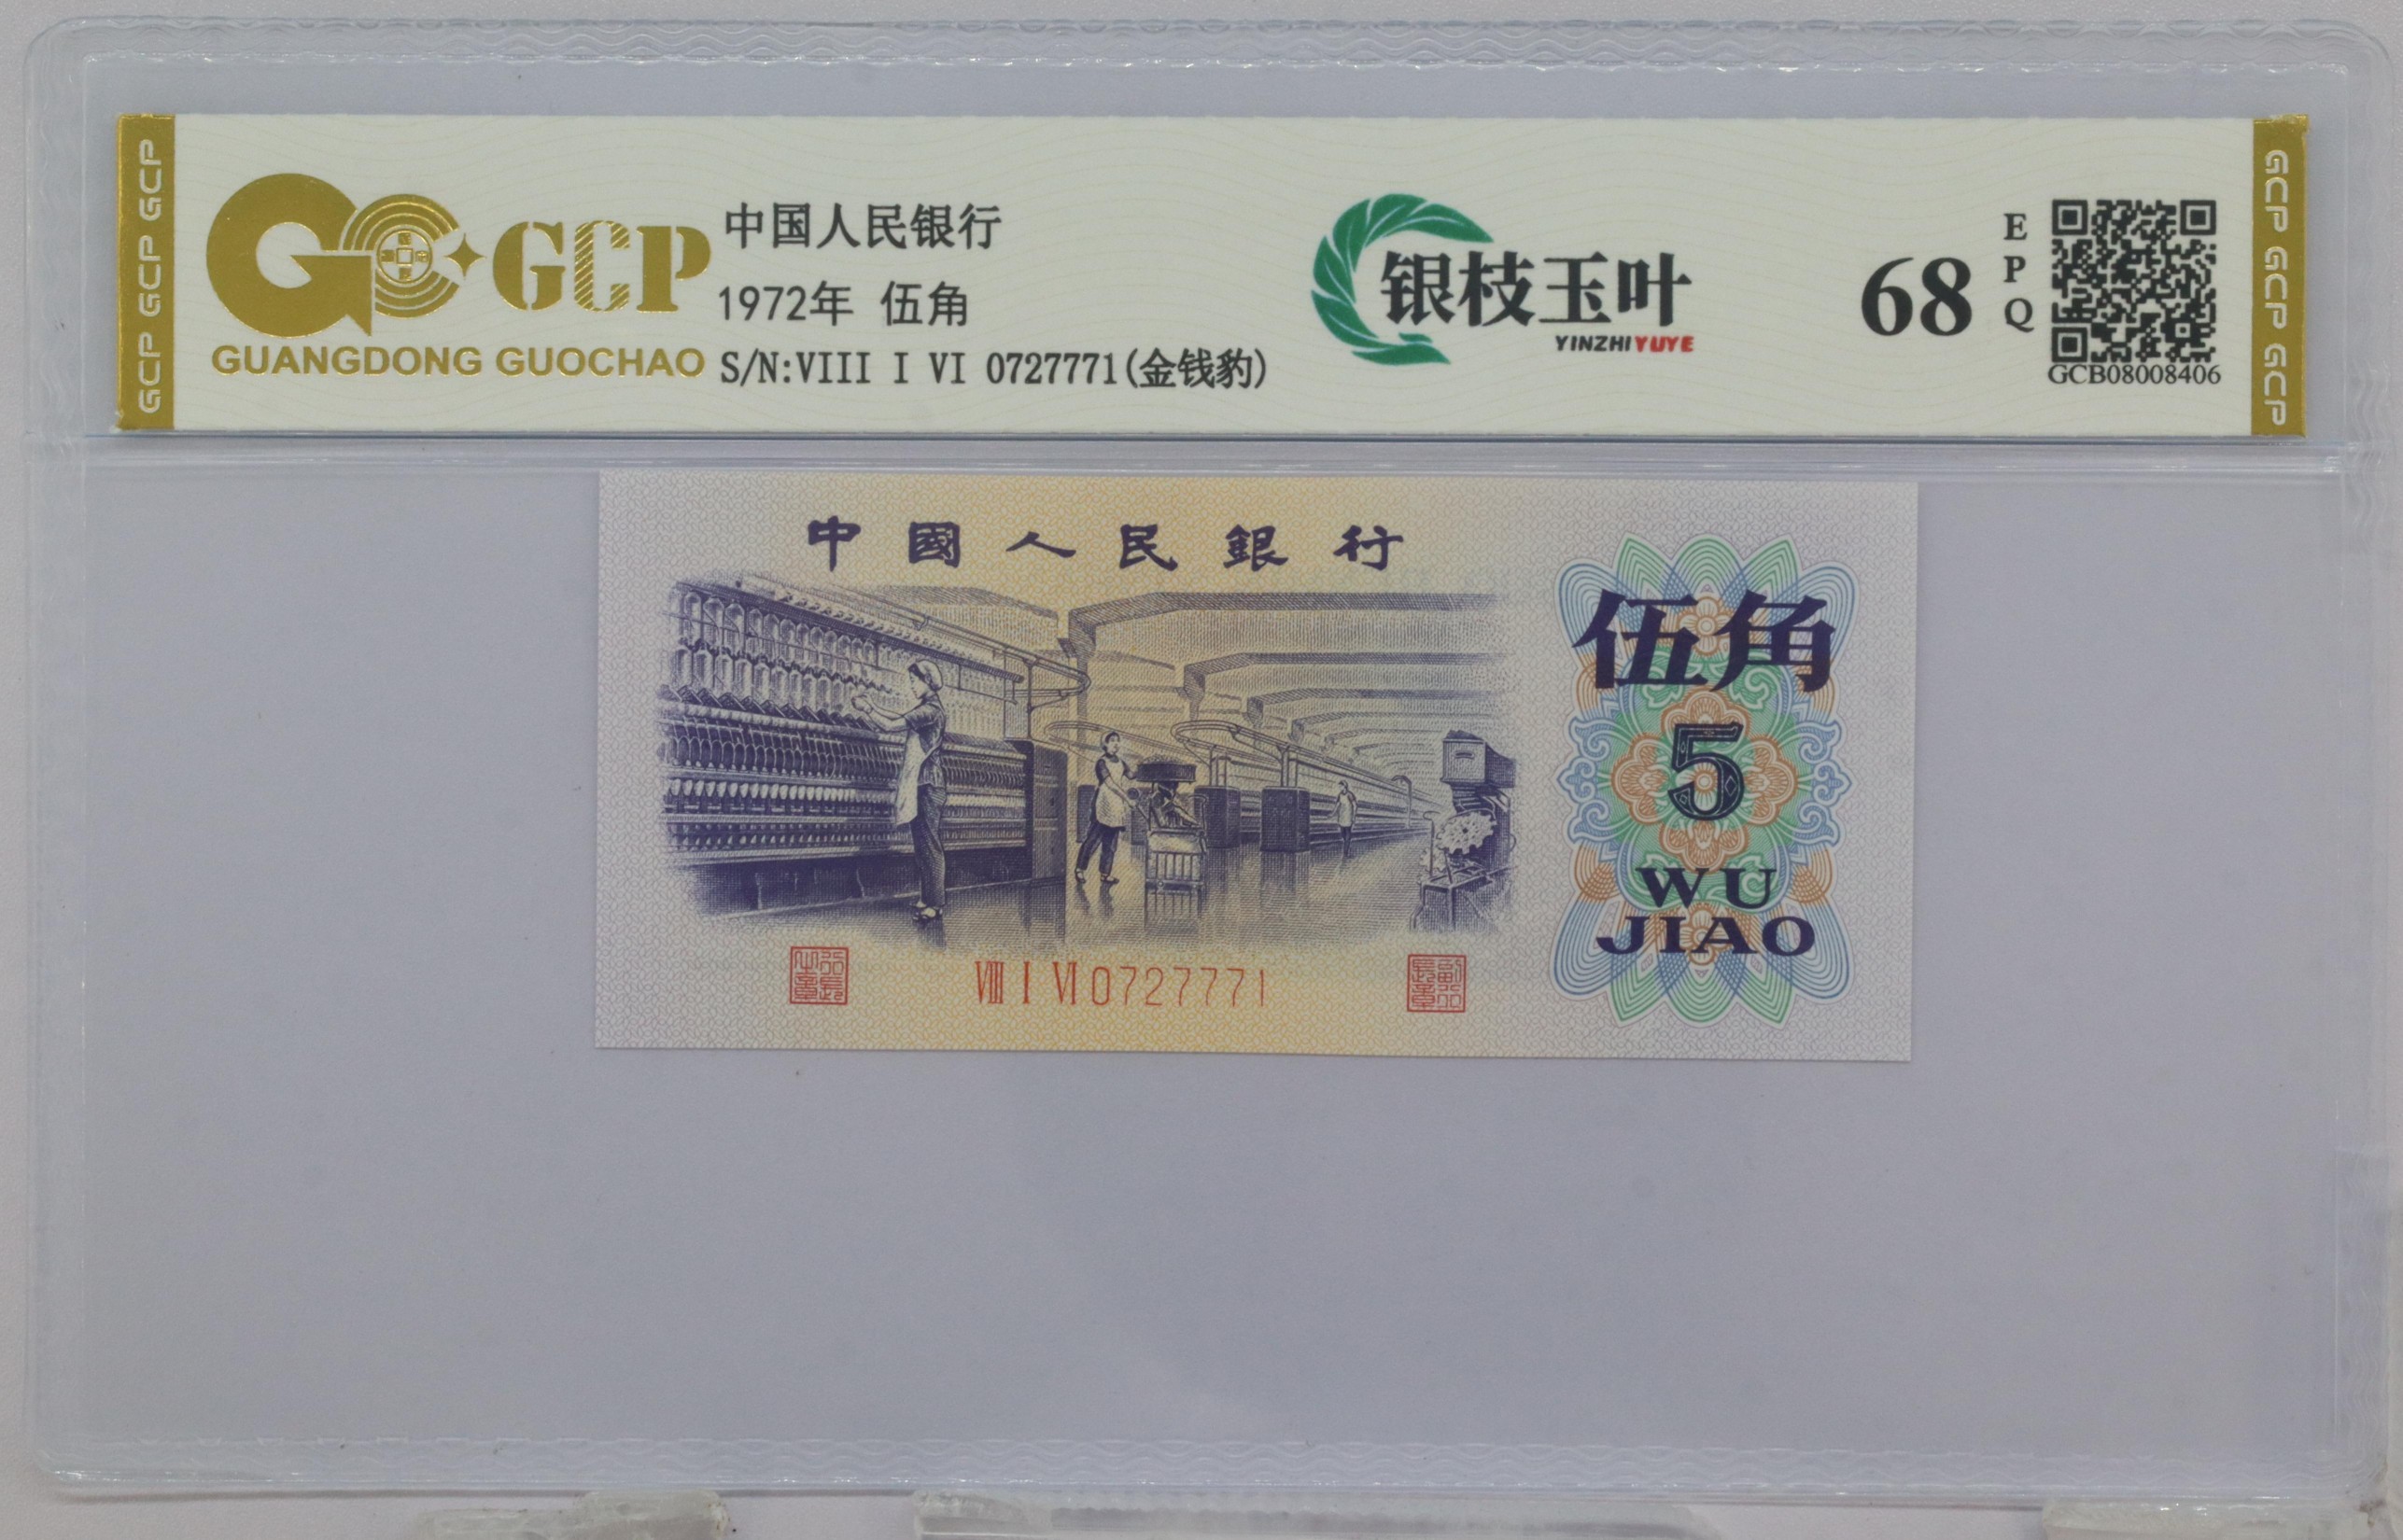 GCP GCP GCP
GCP
GUANGDONG GUOCHAO
中国人民银行
1972年 伍角
S/N:VIII I VI 0727771(金钱豹)
银枝玉叶
YINZHIYUYE
68
EPQ
GCB08008406
GCP GCP GCP
中國人民銀行
伍角
5
WU
JIAO
VIII I VI 0727771